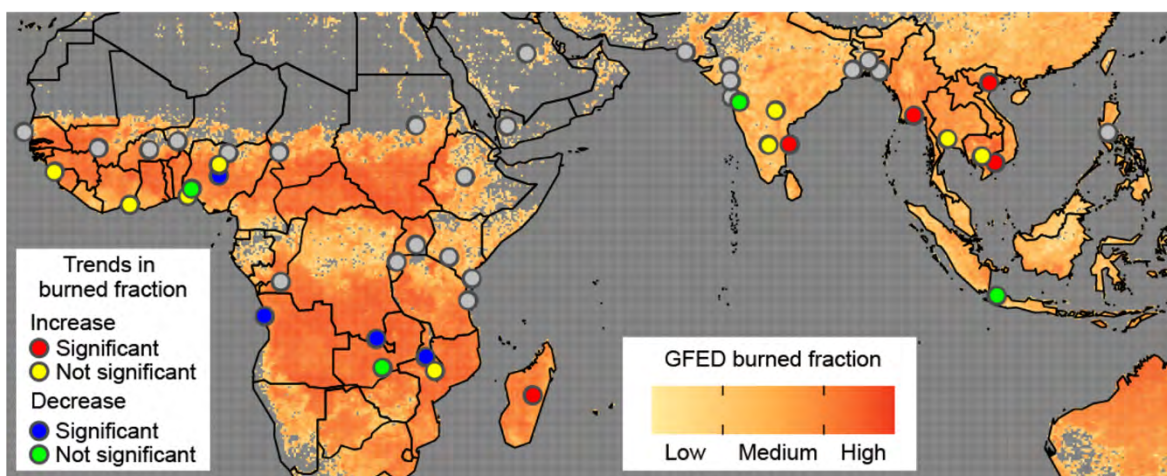 Trends in
burned fraction
Increase
Significant
Not significant
Decrease
Significant
Not significant
GFED burned fraction
Low Medium High